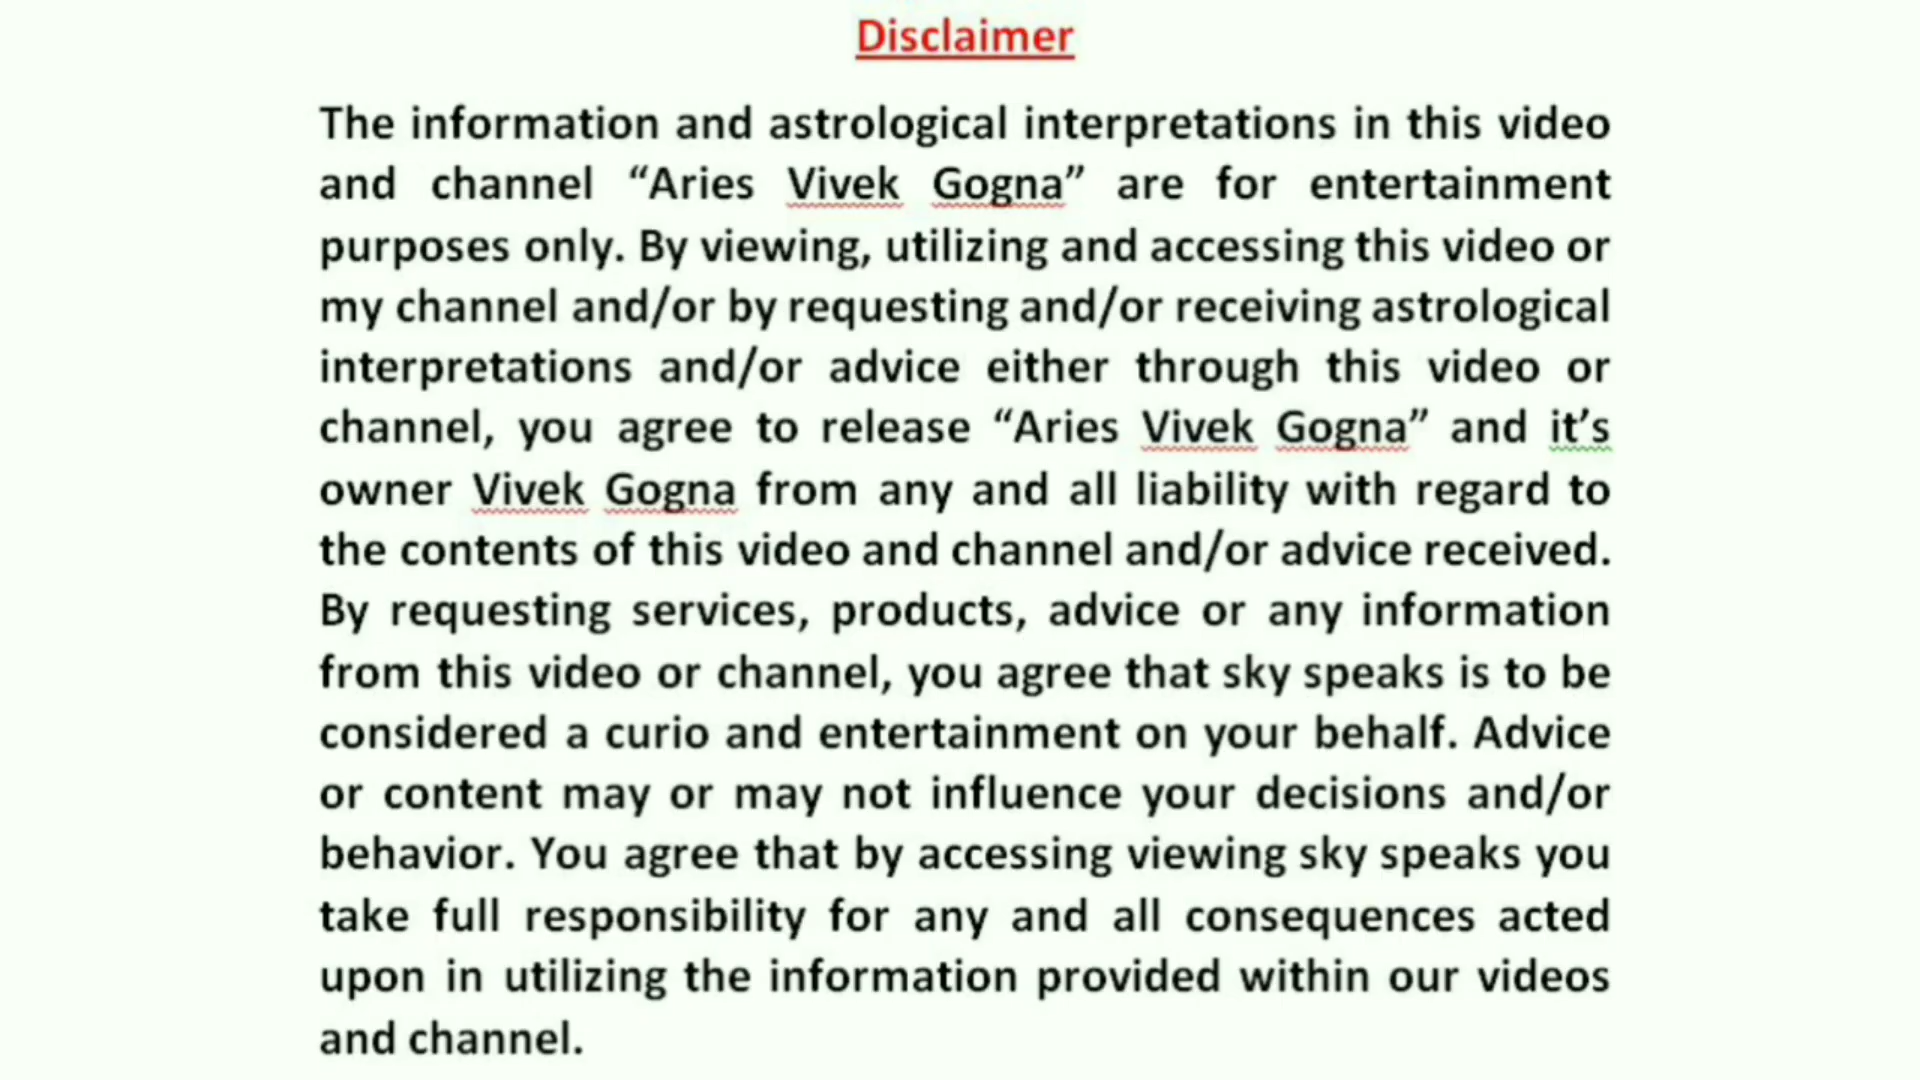 Disclaimer
The information and astrological interpretations in this video
and channel “Aries Vivek Gogna” are for entertainment
purposes only. By viewing, utilizing and accessing this video or
my channel and/or by requesting and/or receiving astrological
interpretations and/or advice either through this video or
channel, you agree to release “Aries Vivek Gogna” and it’s
owner Vivek Gogna from any and all liability with regard to
the contents of this video and channel and/or advice received.
By requesting services, products, advice or any information
from this video or channel, you agree that sky speaks is to be
considered a curio and entertainment on your behalf. Advice
or content may or may not influence your decisions and/or
behavior. You agree that by accessing viewing sky speaks you
take full responsibility for any and all consequences acted
upon in utilizing the information provided within our videos
and channel.